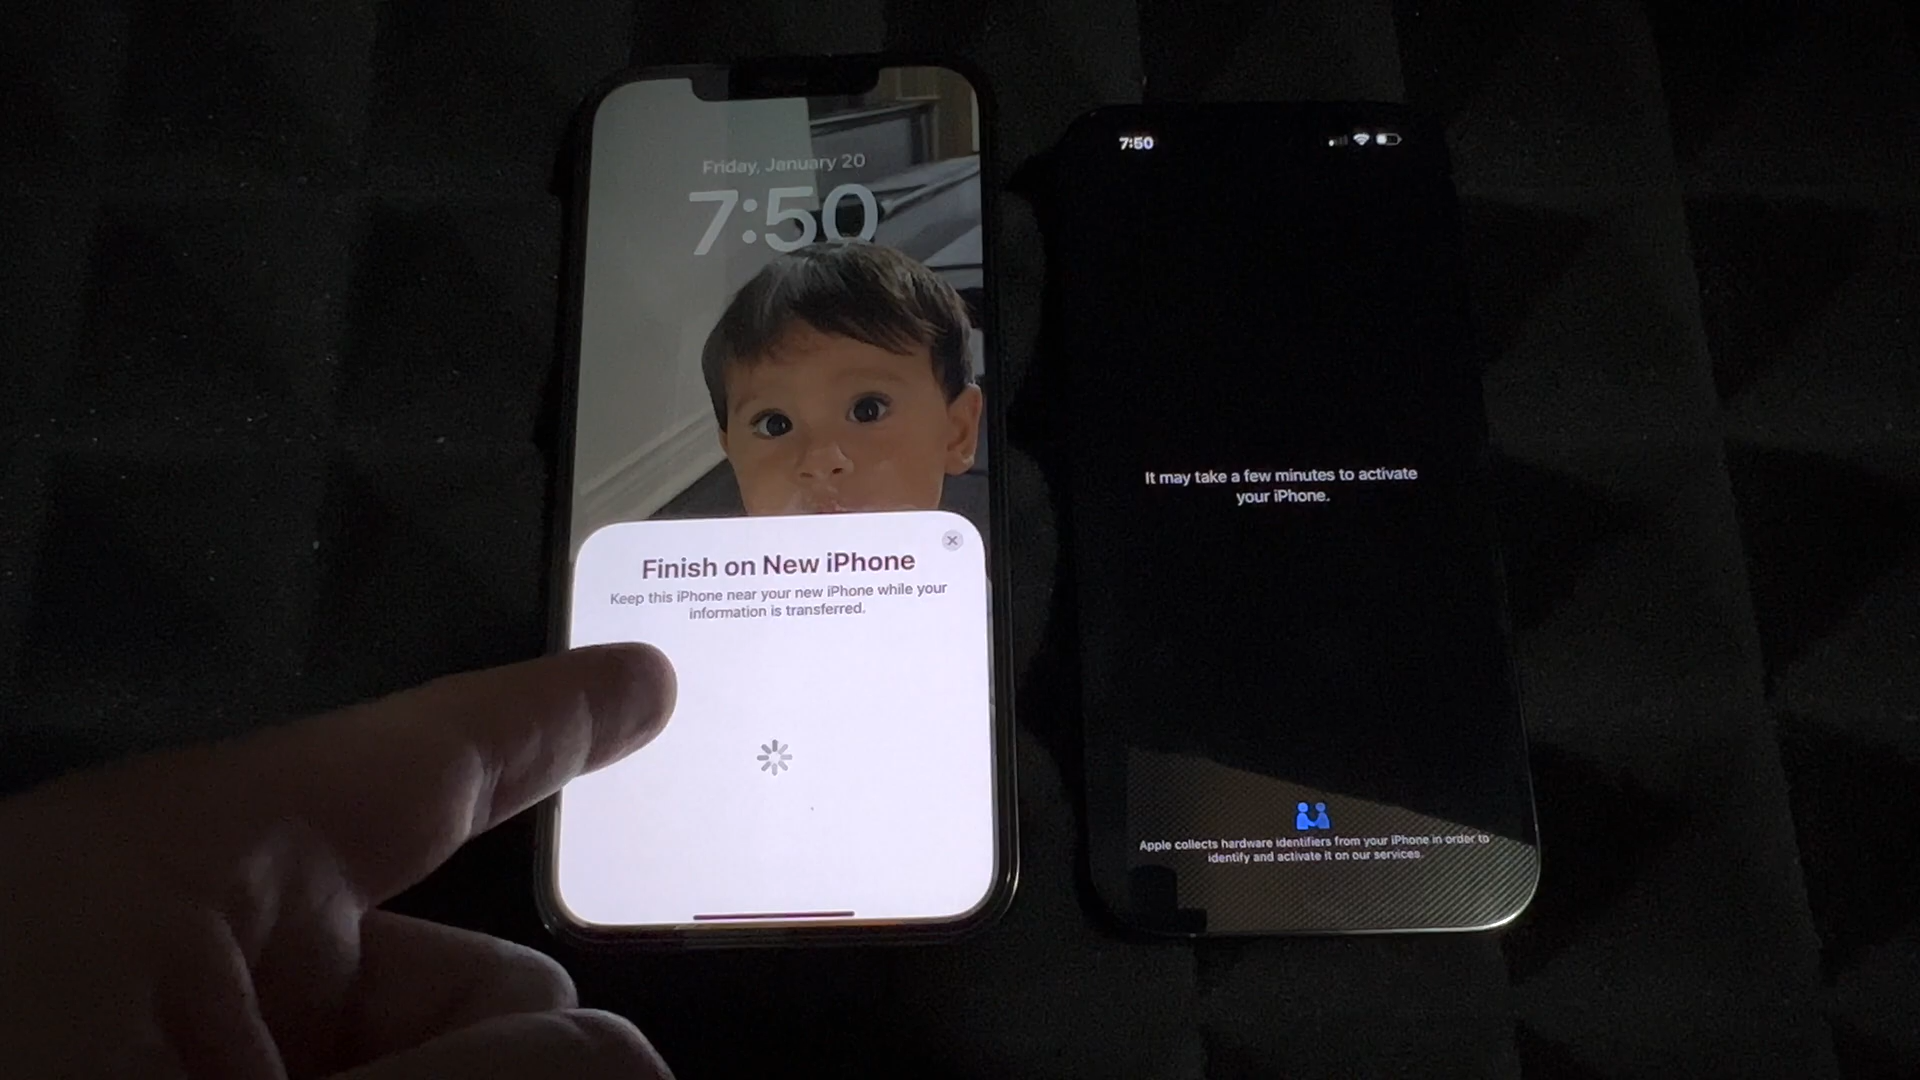 Friday, January 20
7:50
Finish on New iPhone
Keep this iPhone near your new iPhone while your
information is transferred.
7:50
It may take a few minutes to activate
your iPhone.
Apple collects hardware identifiers from your iPhone in order to
identify and activate it on our services.